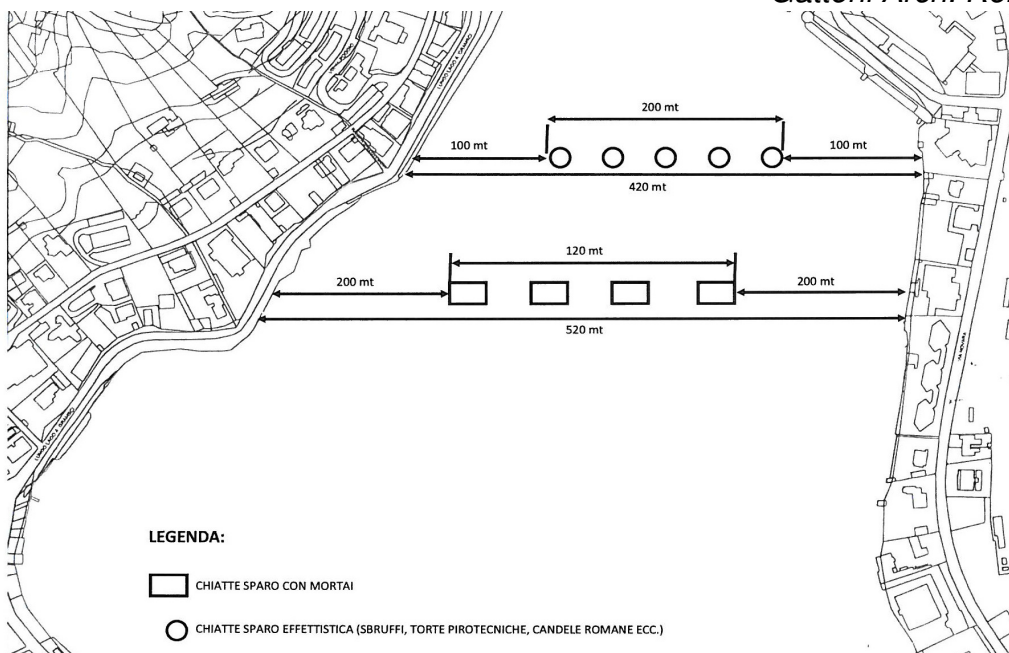 200 mt
100 mt
100 mt
420 mt
120 mt
200 mt
200 mt
520 mt
LEGENDA:
CHIATTE SPARO CON MORTAI
CHIATTE SPARO EFFETTISTICA (SBRUFFI, TORTE PIROTECNICHE, CANDELE ROMANE ECC.)